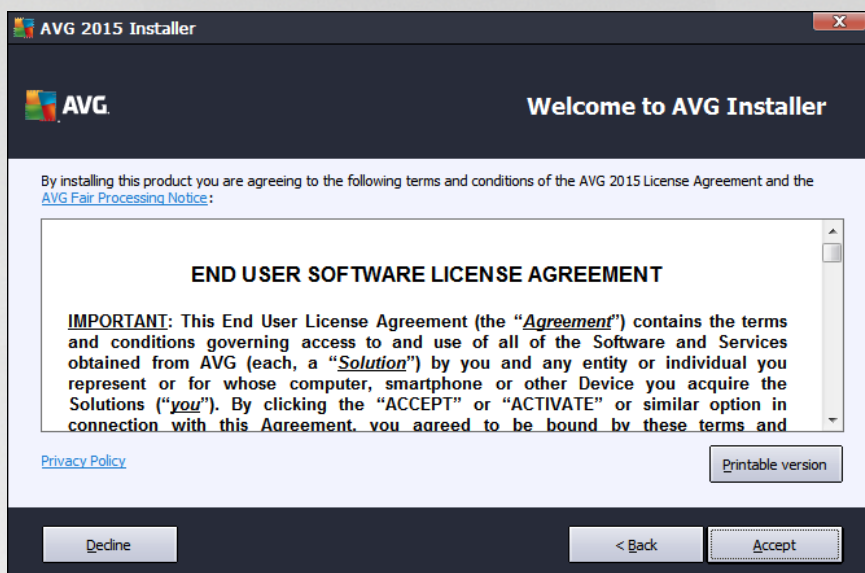 AVG 2015 Installer
AVG.
Welcome to AVG Installer
By installing this product you are agreeing to the following terms and conditions of the AVG 2015 License Agreement and the
AVG Fair Processing Notice:
END USER SOFTWARE LICENSE AGREEMENT
IMPORTANT: This End User License Agreement (the “Agreement”) contains the terms
and conditions governing access to and use of all of the Software and Services
obtained from AVG (each, a “Solution”) by you and any entity or individual you
represent or for whose computer, smartphone or other Device you acquire the
Solutions (“you”). By clicking the “ACCEPT” or “ACTIVATE” or similar option in
connection with this Agreement, you agreed to be bound by these terms and
Privacy Policy
Printable version
Decline
< Back
Accept